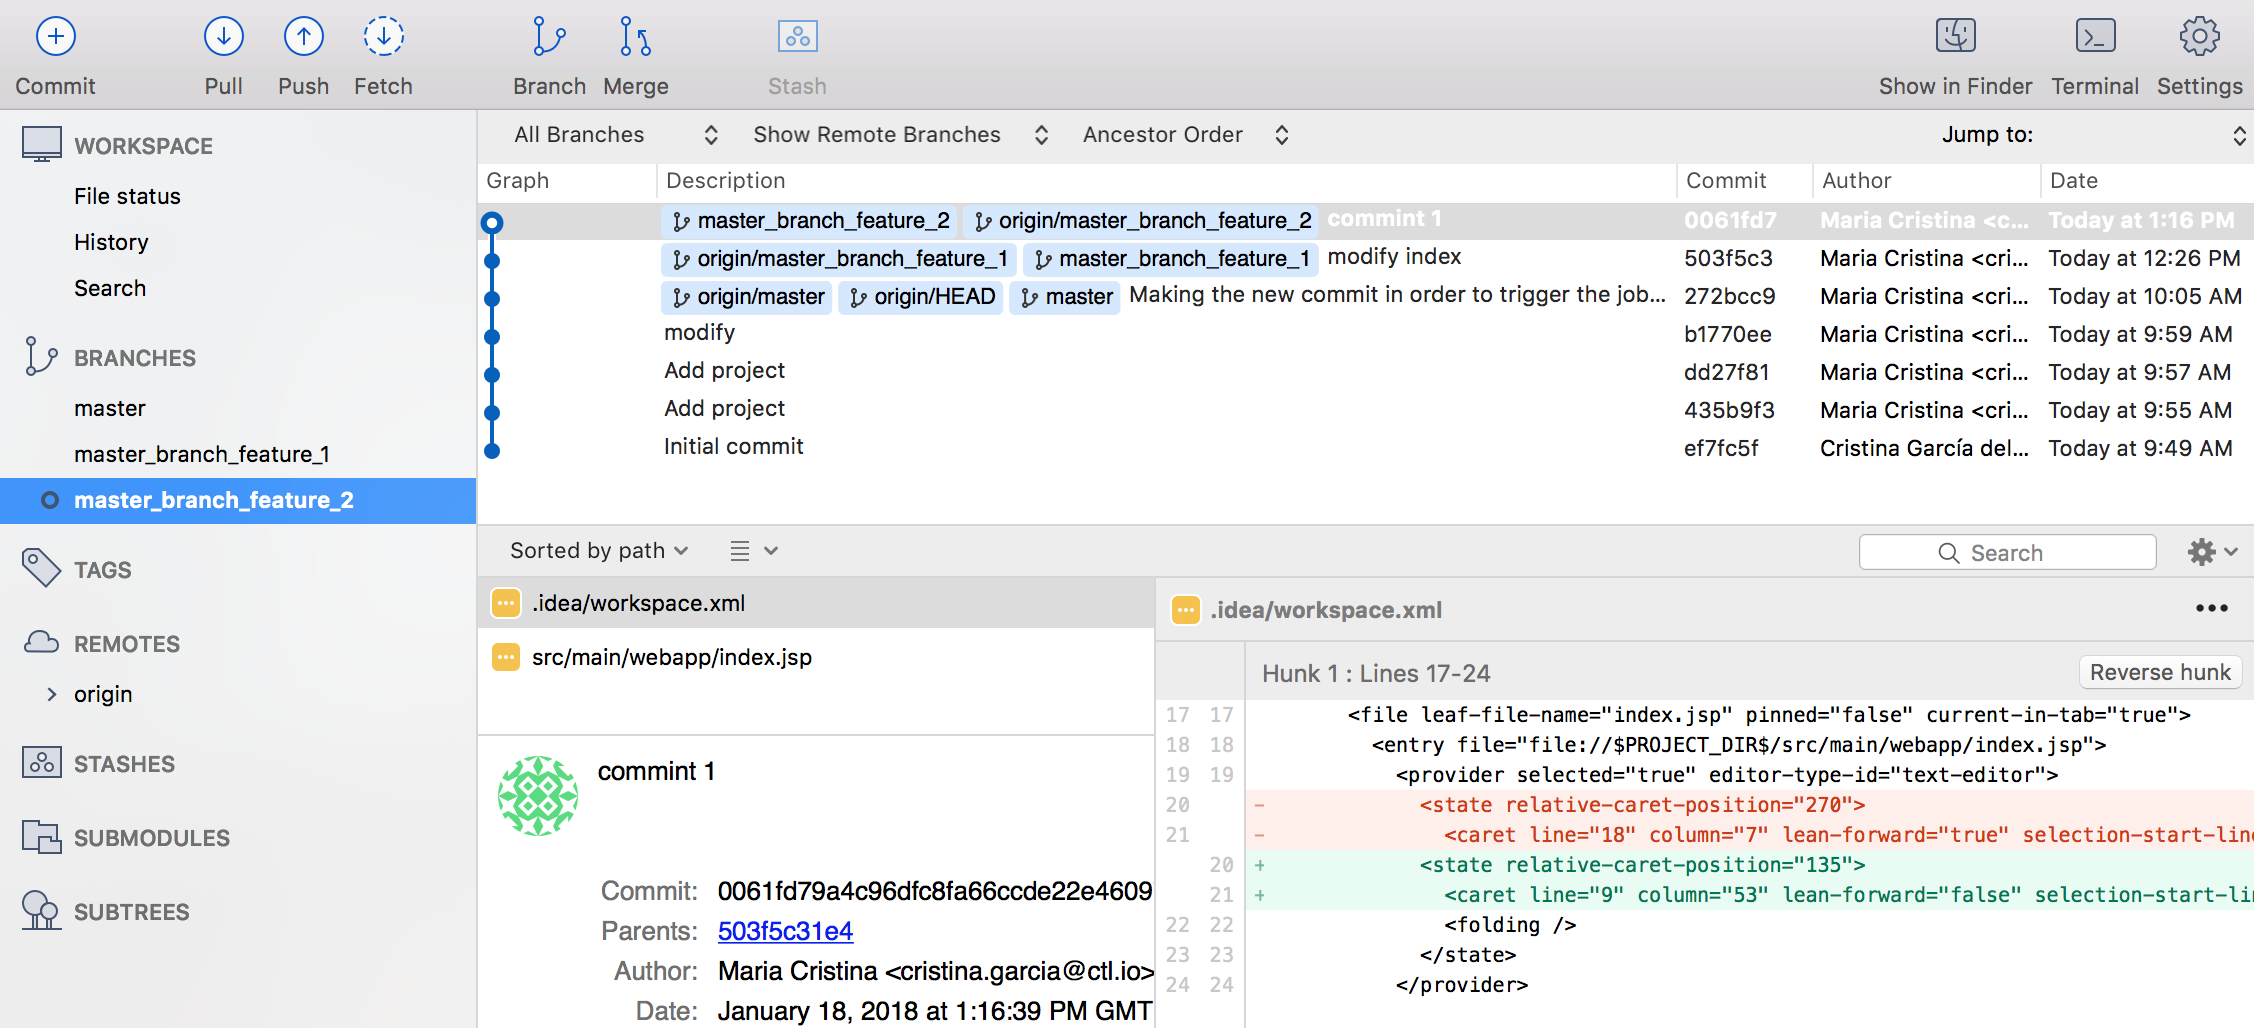 Commit Pull Push Fetch Branch Merge Stash Show in Finder Terminal Settings
WORKSPACE
File status
History
Search
BRANCHES
master
master_branch_feature_1
master_branch_feature_2
TAGS
REMOTES
origin
STASHES
SUBMODULES
SUBTREES
All Branches Show Remote Branches Ancestor Order Jump to:
Graph Description Commit Author Date
master_branch_feature_2 origin/master_branch_feature_2 commint 1 0061fd7 Maria Cristina <c... Today at 1:16 PM
origin/master_branch_feature_1 master_branch_feature_1 modify index 503f5c3 Maria Cristina <cri... Today at 12:26 PM
origin/master origin/HEAD master Making the new commit in order to trigger the job... 272bcc9 Maria Cristina <cri... Today at 10:05 AM
modify b1770ee Maria Cristina <cri... Today at 9:59 AM
Add project dd27f81 Maria Cristina <cri... Today at 9:57 AM
Add project 435b9f3 Maria Cristina <cri... Today at 9:55 AM
Initial commit ef7fc5f Cristina García del... Today at 9:49 AM
Sorted by path Search
.idea/workspace.xml
src/main/webapp/index.jsp
commint 1
Commit: 0061fd79a4c96dfc8fa66ccde22e4609
Parents: 503f5c31e4
Author: Maria Cristina <cristina.garcia@ctl.io>
Date: January 18, 2018 at 1:16:39 PM GMT
.idea/workspace.xml
Hunk 1 : Lines 17-24 Reverse hunk
17 17 <file leaf-file-name="index.jsp" pinned="false" current-in-tab="true">
18 18 <entry file="file://$PROJECT_DIR$/src/main/webapp/index.jsp">
19 19 <provider selected="true" editor-type-id="text-editor">
20 - <state relative-caret-position="270">
21 - <caret line="18" column="7" lean-forward="true" selection-start-line
20 + <state relative-caret-position="135">
21 + <caret line="9" column="53" lean-forward="false" selection-start-lin
22 22 <folding />
23 23 </state>
24 24 </provider>